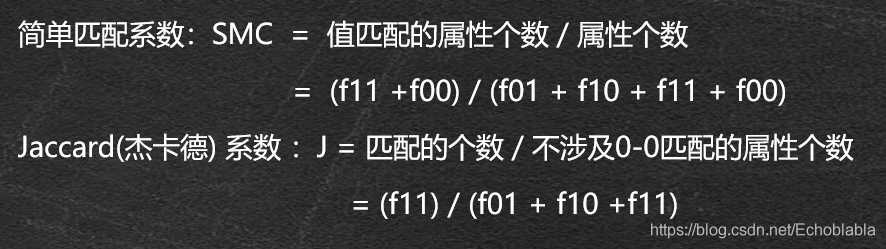 简单匹配系数：SMC = 值匹配的属性个数 / 属性个数
= (f11 +f00) / (f01 + f10 + f11 + f00)
Jaccard(杰卡德) 系数 ：J = 匹配的个数 / 不涉及0-0匹配的属性个数
= (f11) / (f01 + f10 +f11)
https://blog.csdn.net/Echoblabla